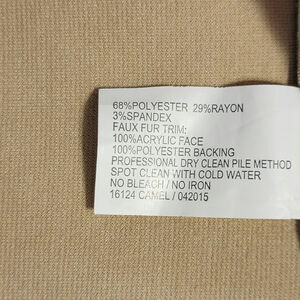 68%POLYESTER 29%RAYON
3%SPANDEX
FAUX FUR TRIM:
100%ACRYLIC FACE
100%POLYESTER BACKING
PROFESSIONAL DRY CLEAN PILE METHOD
SPOT CLEAN WITH COLD WATER
NO BLEACH / NO IRON
16124 CAMEL / 042015